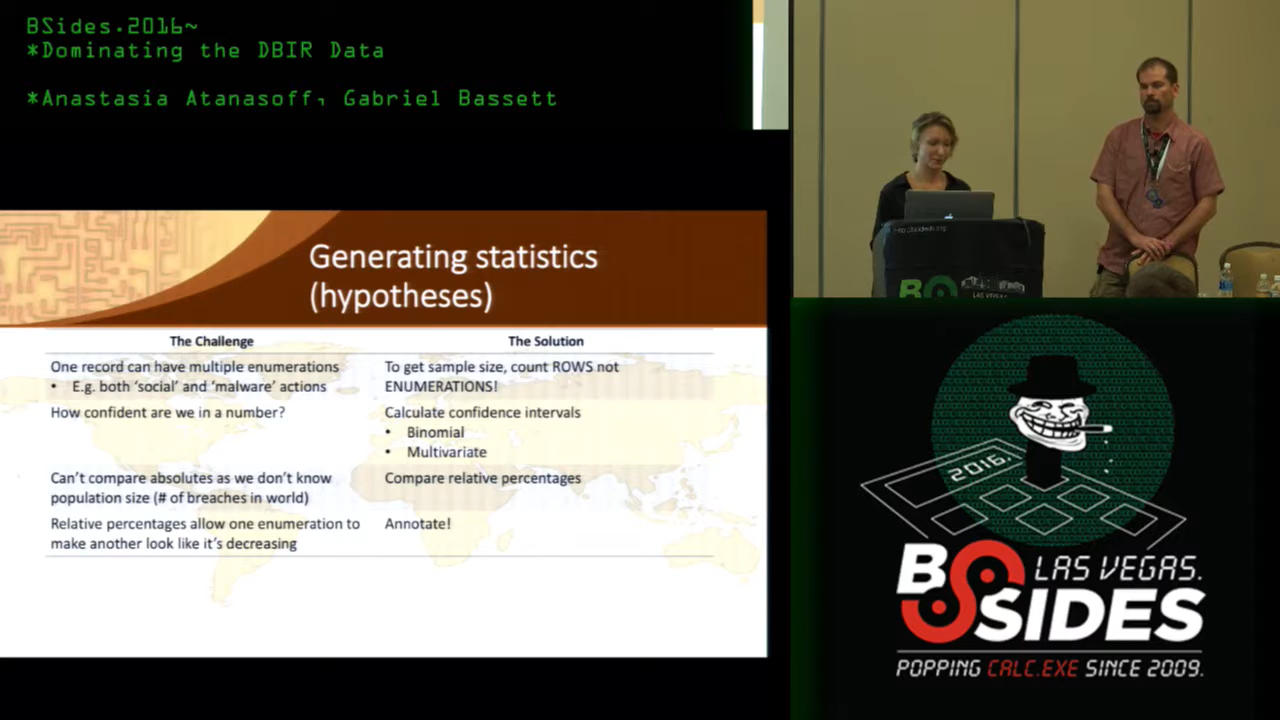 BSides.2016~
*Dominating the DBIR Data
*Anastasia Atanasoff, Gabriel Bassett
Generating statistics
(hypotheses)
The Challenge
The Solution
One record can have multiple enumerations
• E.g. both ‘social’ and ‘malware’ actions
To get sample size, count ROWS not
ENUMERATIONS!
How confident are we in a number?
Calculate confidence intervals
• Binomial
• Multivariate
Can’t compare absolutes as we don’t know
population size (# of breaches in world)
Compare relative percentages
Relative percentages allow one enumeration to
make another look like it’s decreasing
Annotate!
LAS VEGAS
2016.
BSIDES
LAS VEGAS.
POPPING CALC.EXE SINCE 2009.